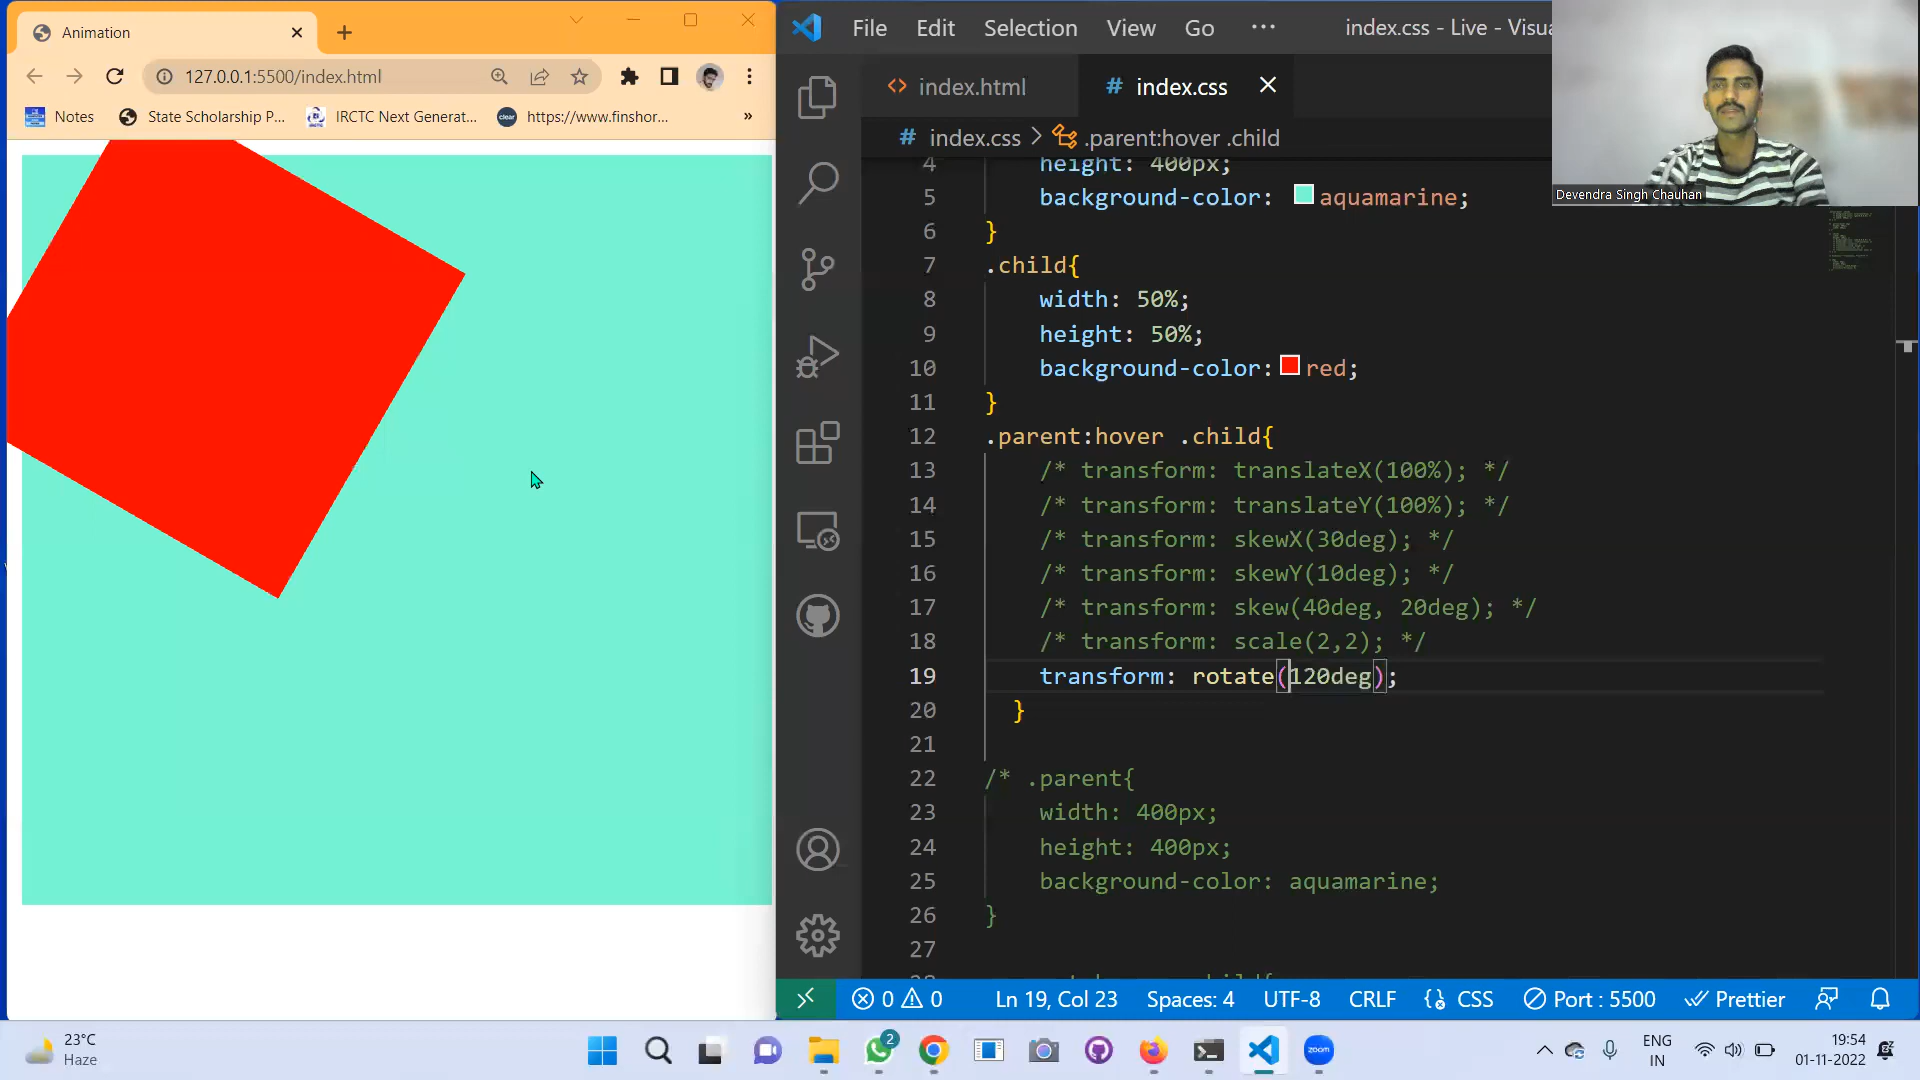 Animation
127.0.0.1:5500/index.html
Notes
State Scholarship P...
IRCTC Next Generat...
clear
https://www.finshor...
»
File Edit Selection View Go ···
index.css - Live - Visua
index.html
# index.css
# index.css > .parent:hover .child
4 height: 400px;
5 background-color: aquamarine;
6 }
7 .child{
8 width: 50%;
9 height: 50%;
10 background-color: red;
11 }
12 .parent:hover .child{
13 /* transform: translateX(100%); */
14 /* transform: translateY(100%); */
15 /* transform: skewX(30deg); */
16 /* transform: skewY(10deg); */
17 /* transform: skew(40deg, 20deg); */
18 /* transform: scale(2,2); */
19 transform: rotate(120deg);
20 }
21
22 /* .parent{
23 width: 400px;
24 height: 400px;
25 background-color: aquamarine;
26 }
27
Devendra Singh Chauhan
0 0
Ln 19, Col 23
Spaces: 4
UTF-8
CRLF
CSS
Port : 5500
Prettier
23°C
Haze
2
zoom
ENG
IN
19:54
01-11-2022